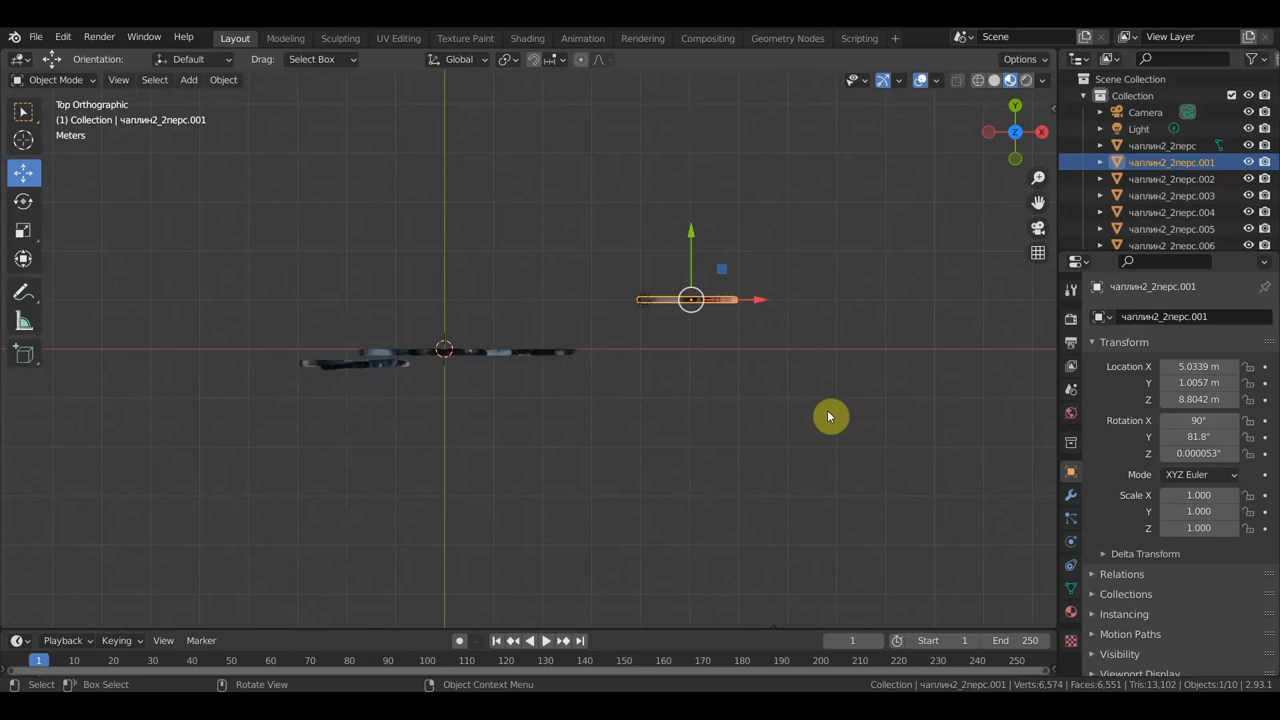 File Edit Render Window Help Layout Modeling Sculpting UV Editing Texture Paint Shading Animation Rendering Compositing Geometry Nodes Scripting + Scene View Layer
Orientation: Default Drag: Select Box Global Options
Object Mode View Select Add Object
Top Orthographic
(1) Collection | чаплин2_2перс.001
Meters
Y
X
Z
Scene Collection
Collection
Camera
Light
чаплин2_2перс
чаплин2_2перс.001
чаплин2_2перс.002
чаплин2_2перс.003
чаплин2_2перс.004
чаплин2_2перс.005
чаплин2_2перс.006
чаплин2_2перс.001
чаплин2_2перс.001
Transform
Location X 5.0339 m
Y 1.0057 m
Z 8.8042 m
Rotation X 90°
Y 81.8°
Z 0.000053°
Mode XYZ Euler
Scale X 1.000
Y 1.000
Z 1.000
Delta Transform
Relations
Collections
Instancing
Motion Paths
Visibility
Viewport Display
Playback Keying View Marker 1 Start 1 End 250
1 10 20 30 40 50 60 70 80 90 100 110 120 130 140 150 160 170 180 190 200 210 220 230 240 250
Select Box Select Rotate View Object Context Menu Collection | чаплин2_2перс.001 | Verts:6,574 | Faces:6,551 | Tris:13,102 | Objects:1/10 | 2.93.1